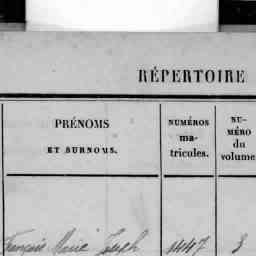 RÉPERTOIRE
PRÉNOMS
ET SURNOMS.
NUMÉROS
ma-
tricules.
NU-
MÉRO
du
volume
François Marie Joseph 1447 3